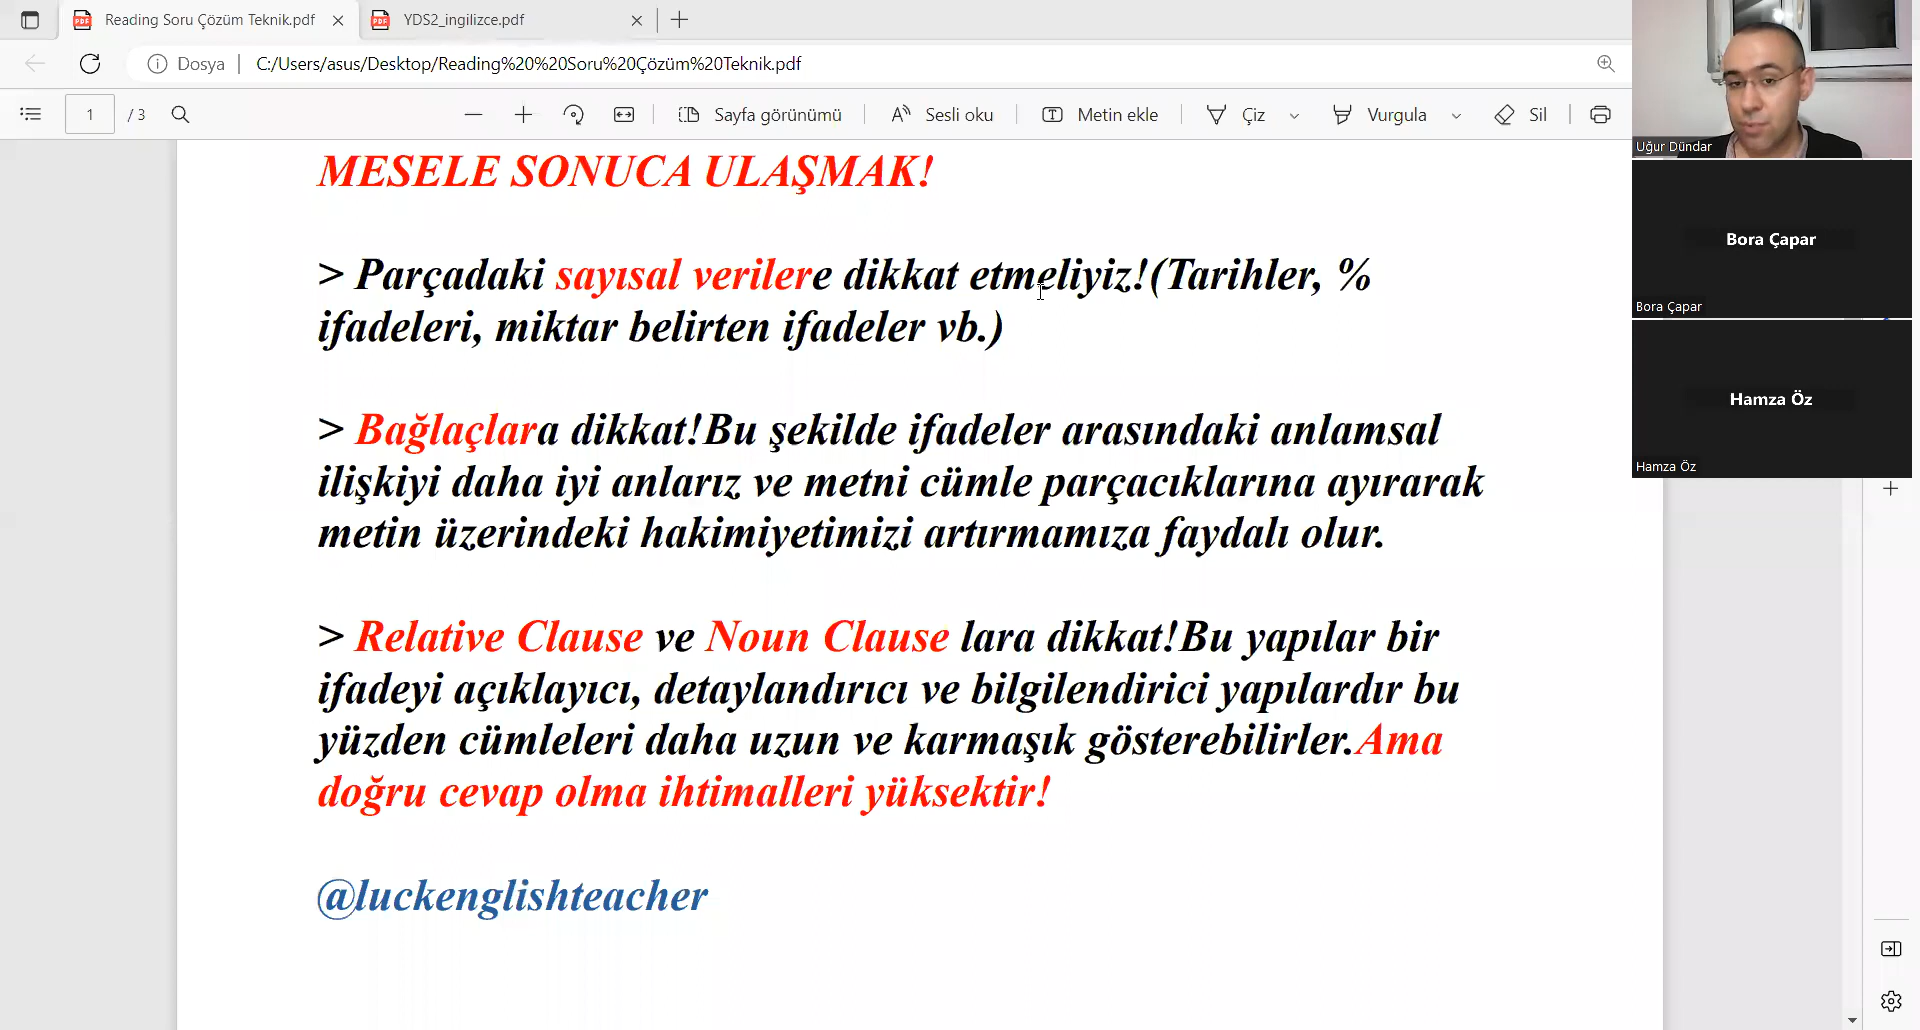 Reading Soru Çözüm Teknik.pdf
YDS2_ingilizce.pdf
Dosya
C:/Users/asus/Desktop/Reading%20%20Soru%20Çözüm%20Teknik.pdf
1 / 3
Sayfa görünümü
Sesli oku
Metin ekle
Çiz
Vurgula
Sil
MESELE SONUCA ULAŞMAK!
> Parçadaki sayısal verilere dikkat etmeliyiz!(Tarihler, %
ifadeleri, miktar belirten ifadeler vb.)
> Bağlaçlara dikkat!Bu şekilde ifadeler arasındaki anlamsal
ilişkiyi daha iyi anlarız ve metni cümle parçacıklarına ayırarak
metin üzerindeki hakimiyetimizi artırmamıza faydalı olur.
> Relative Clause ve Noun Clause lara dikkat!Bu yapılar bir
ifadeyi açıklayıcı, detaylandırıcı ve bilgilendirici yapılardır bu
yüzden cümleleri daha uzun ve karmaşık gösterebilirler.Ama
doğru cevap olma ihtimalleri yüksektir!
@luckenglishteacher
Uğur Dündar
Bora Çapar
Bora Çapar
Hamza Öz
Hamza Öz